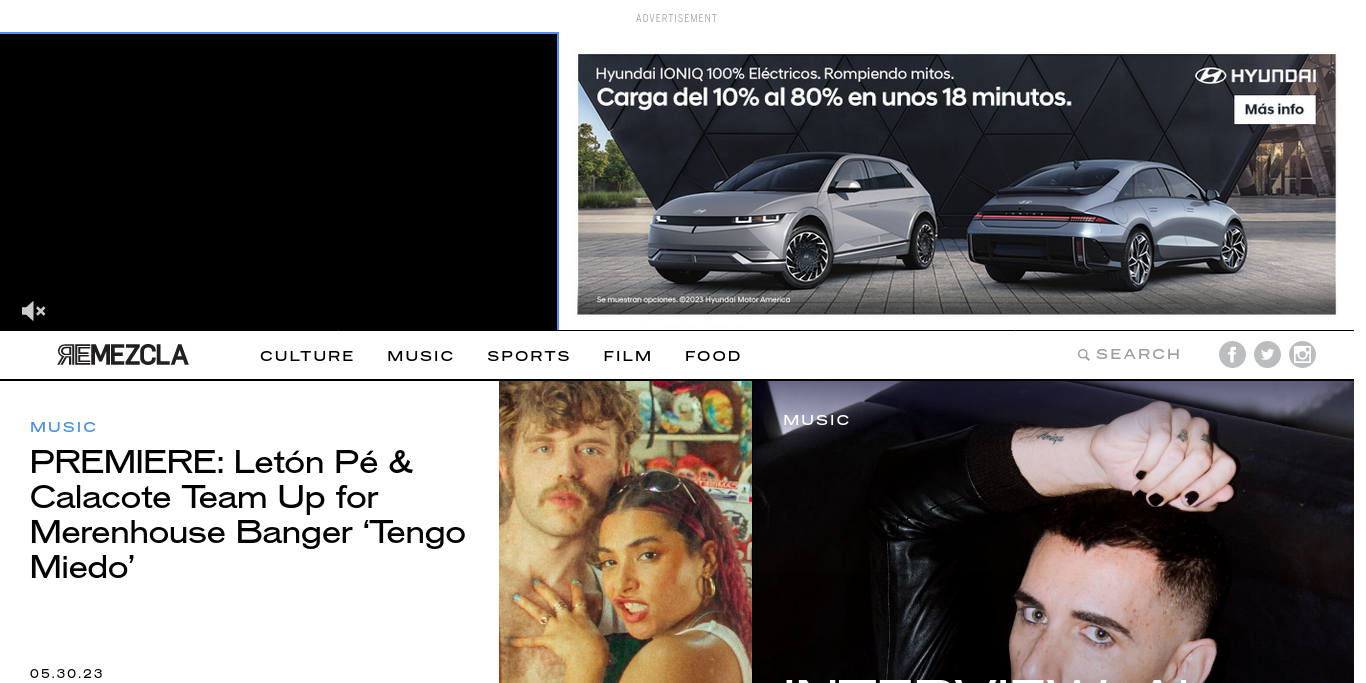 ADVERTISEMENT
Hyundai IONIQ 100% Eléctricos. Rompiendo mitos.
Carga del 10% al 80% en unos 18 minutos.
HYUNDAI
Más info
Se muestran opciones. ©2023 Hyundai Motor America
REMEZCLA
CULTURE MUSIC SPORTS FILM FOOD
SEARCH
MUSIC
PREMIERE: Letón Pé &
Calacote Team Up for
Merenhouse Banger ‘Tengo
Miedo’
05.30.23
MUSIC